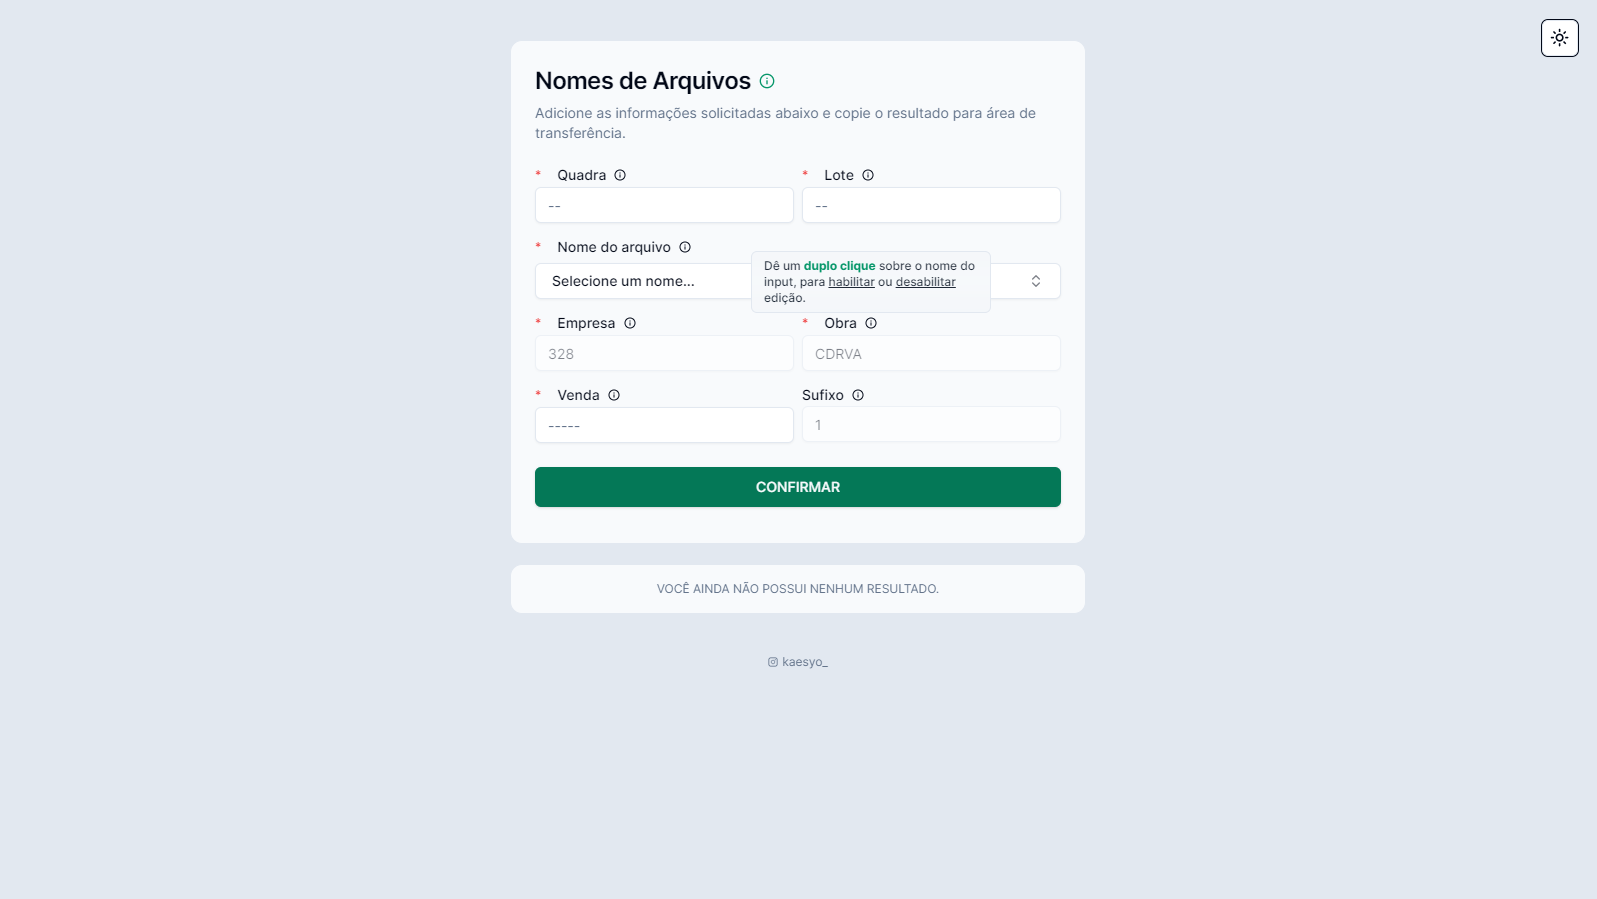 Nomes de Arquivos
Adicione as informações solicitadas abaixo e copie o resultado para área de
transferência.
* Quadra
* Lote
--
--
* Nome do arquivo
Selecione um nome...
Dê um duplo clique sobre o nome do
input, para habilitar ou desabilitar
edição.
* Empresa
* Obra
328
CDRVA
* Venda
Sufixo
-----
1
CONFIRMAR
VOCÊ AINDA NÃO POSSUI NENHUM RESULTADO.
kaesyo_